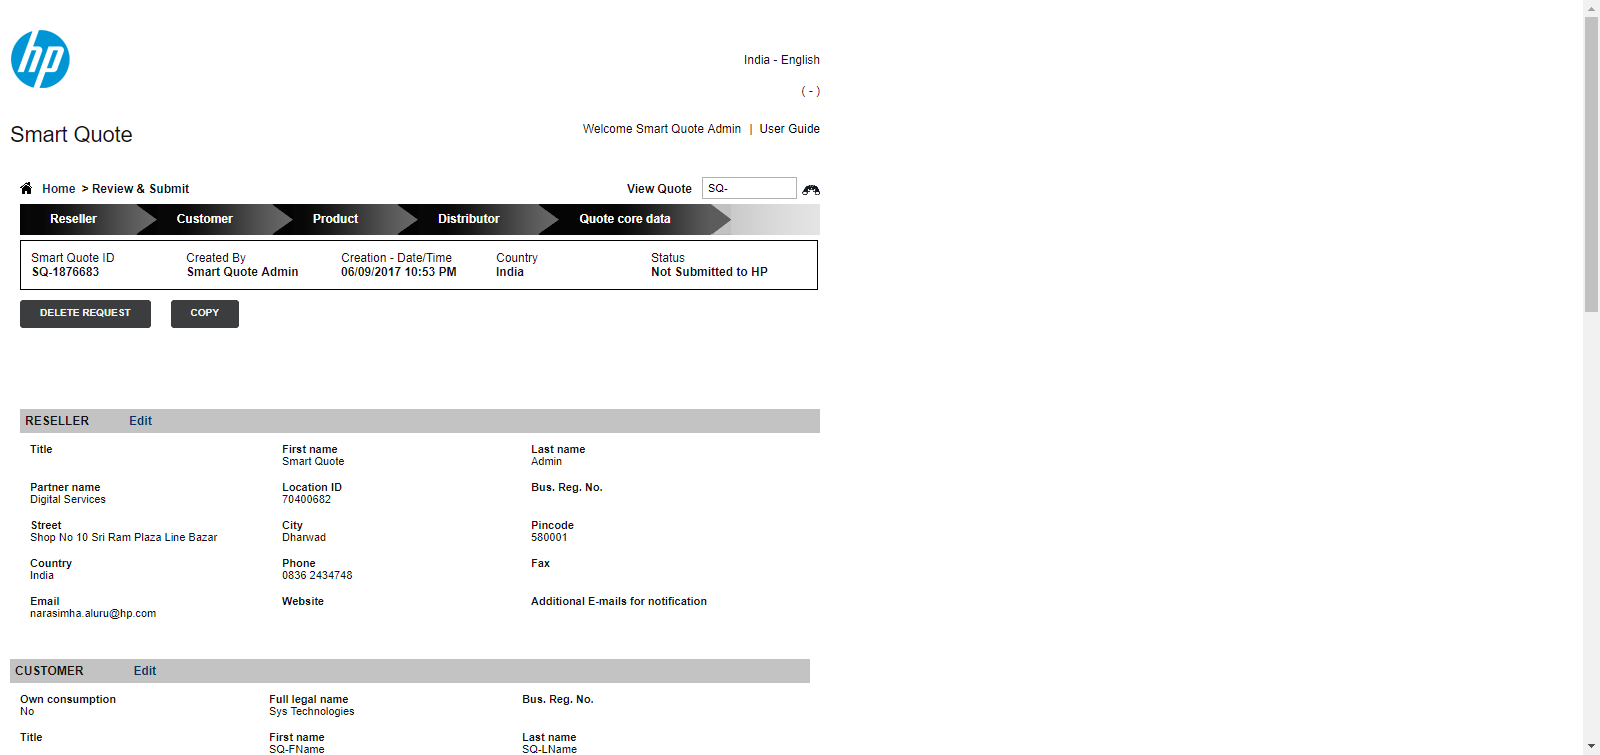 hp
India - English
( - )
Smart Quote
Welcome Smart Quote Admin | User Guide
Home > Review & Submit
View Quote SQ-
Reseller Customer Product Distributor Quote core data
Smart Quote ID Created By Creation - Date/Time Country Status
SQ-1876683 Smart Quote Admin 06/09/2017 10:53 PM India Not Submitted to HP
DELETE REQUEST COPY
RESELLER Edit
Title First name Last name
Smart Quote Admin
Partner name Location ID Bus. Reg. No.
Digital Services 70400682
Street City Pincode
Shop No 10 Sri Ram Plaza Line Bazar Dharwad 580001
Country Phone Fax
India 0836 2434748
Email Website Additional E-mails for notification
narasimha.aluru@hp.com
CUSTOMER Edit
Own consumption Full legal name Bus. Reg. No.
No Sys Technologies
Title First name Last name
SQ-FName SQ-LName